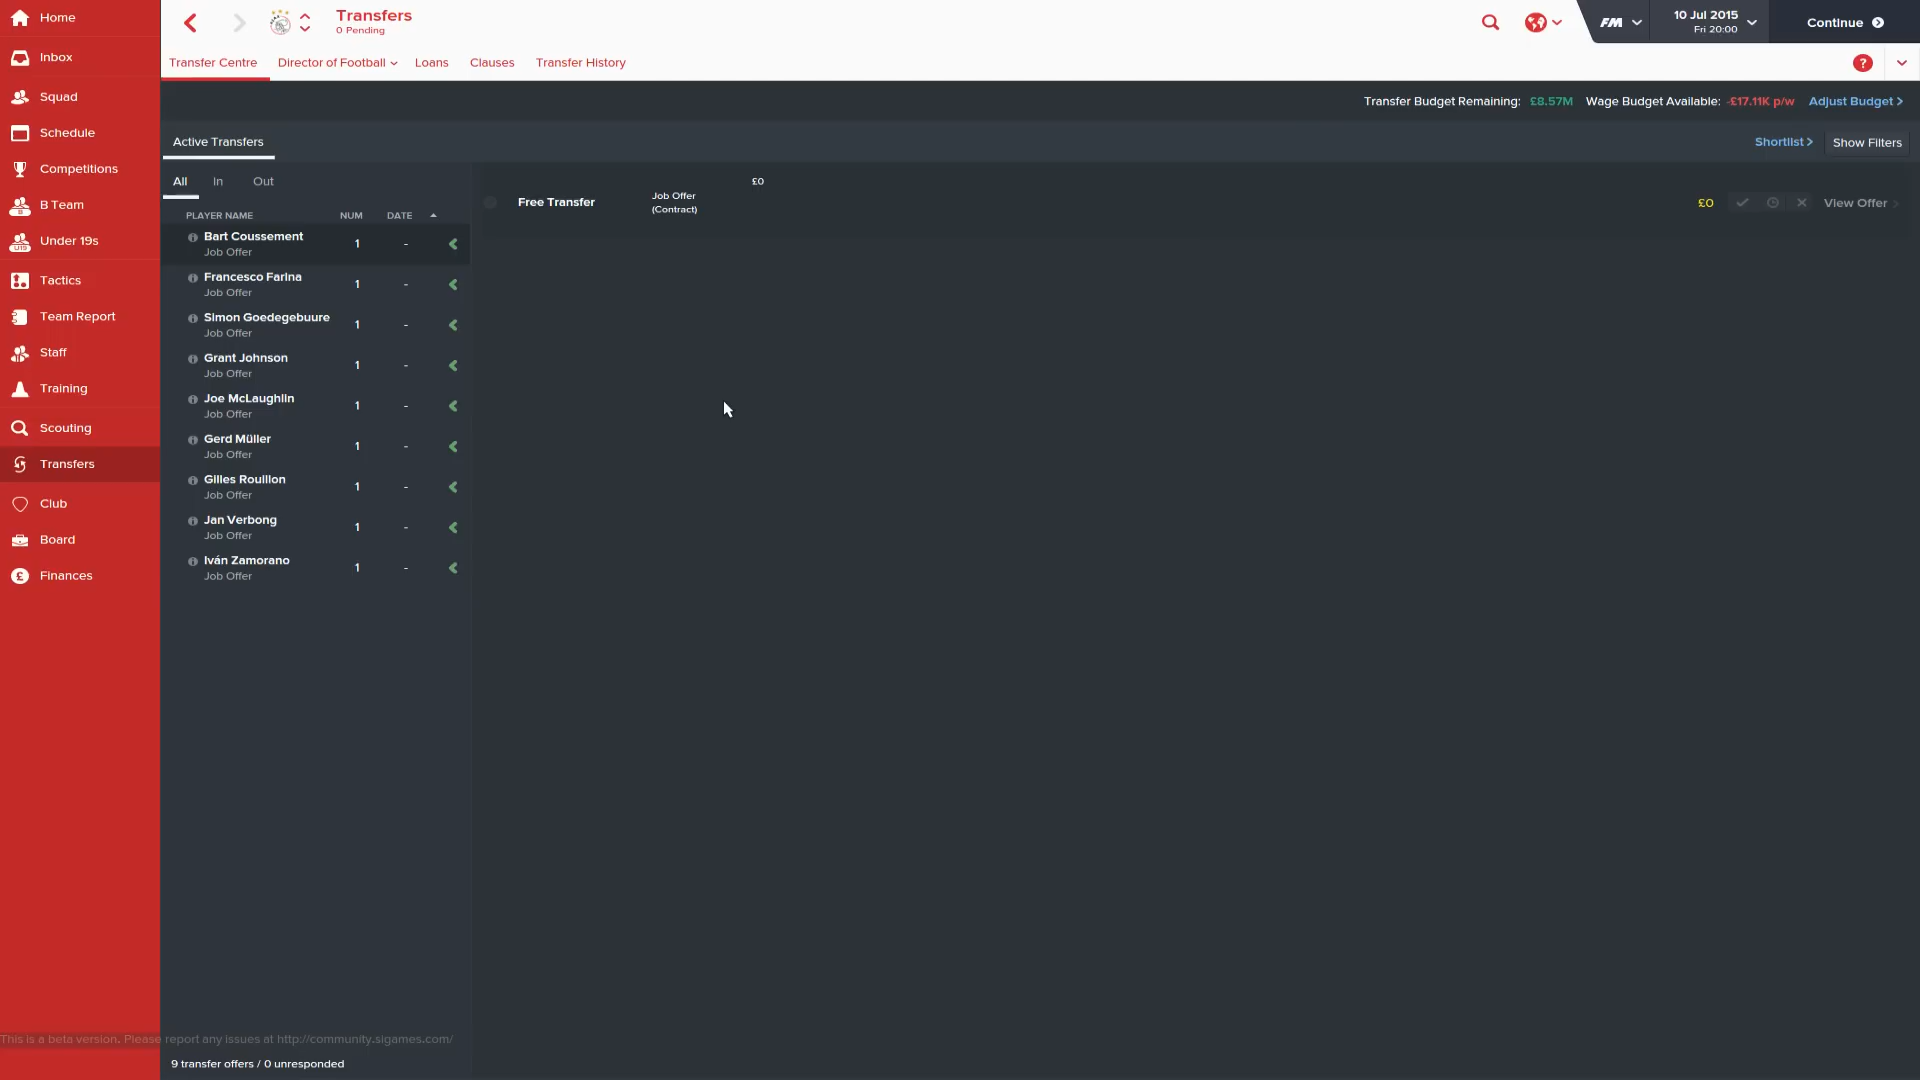 Home
Inbox
Squad
Schedule
Competitions
B Team
Under 19s
Tactics
Team Report
Staff
Training
Scouting
Transfers
Club
Board
Finances
Transfers
0 Pending
FM
10 Jul 2015
Fri 20:00
Continue
Transfer Centre
Director of Football
Loans
Clauses
Transfer History
?
Transfer Budget Remaining: £8.57M Wage Budget Available: -£17.11K p/w Adjust Budget >
Active Transfers
Shortlist >
Show Filters
All In Out
PLAYER NAME NUM DATE
Bart Coussement 1 -
Job Offer
Francesco Farina 1 -
Job Offer
Simon Goedegebuure 1 -
Job Offer
Grant Johnson 1 -
Job Offer
Joe McLaughlin 1 -
Job Offer
Gerd Müller 1 -
Job Offer
Gilles Rouillon 1 -
Job Offer
Jan Verbong 1 -
Job Offer
Iván Zamorano 1 -
Job Offer
£0
Free Transfer
Job Offer
(Contract)
£0
View Offer >
This is a beta version. Please report any issues at http://community.sigames.com/
9 transfer offers / 0 unresponded